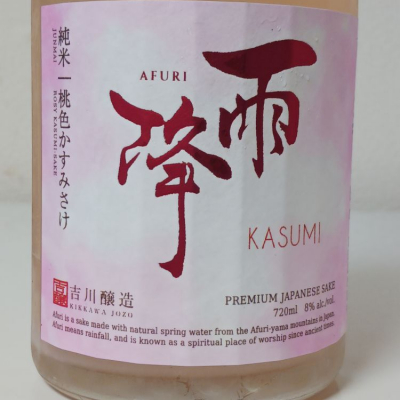 純米 一 桃色かすみさけ
JUNMAI
ROSY KASUMI-SAKE
AFURI
雨降
KASUMI
吉川醸造
KIKKAWA JOZO
PREMIUM JAPANESE SAKE
720ml 8% alc./vol.
Afuri is a sake made with natural spring water from the Afuri-yama mountains in Japan.
Afuri means rainfall, and is known as a spiritual place of worship since ancient times.